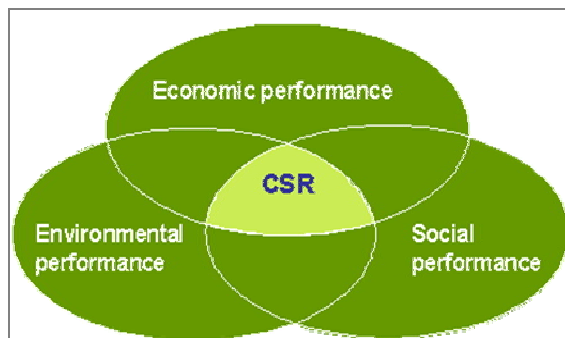 Economic performance
CSR
Environmental
performance
Social
performance